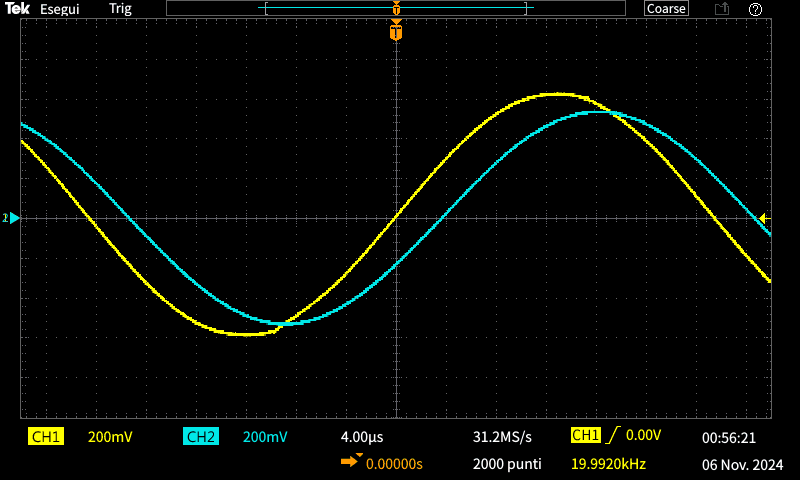 Tek Esegui Trig Coarse
T
T
2
CH1 200mV CH2 200mV 4.00µs 31.2MS/s CH1 0.00V 00:56:21
0.00000s 2000 punti 19.9920kHz 06 Nov. 2024